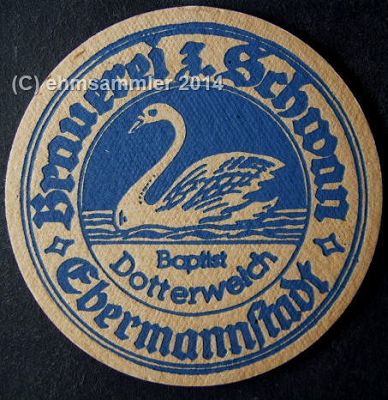 (C) ehmsammler 2014
Brauerei z. Schwan
Baptist
Dotterweich
Ebermannstadt